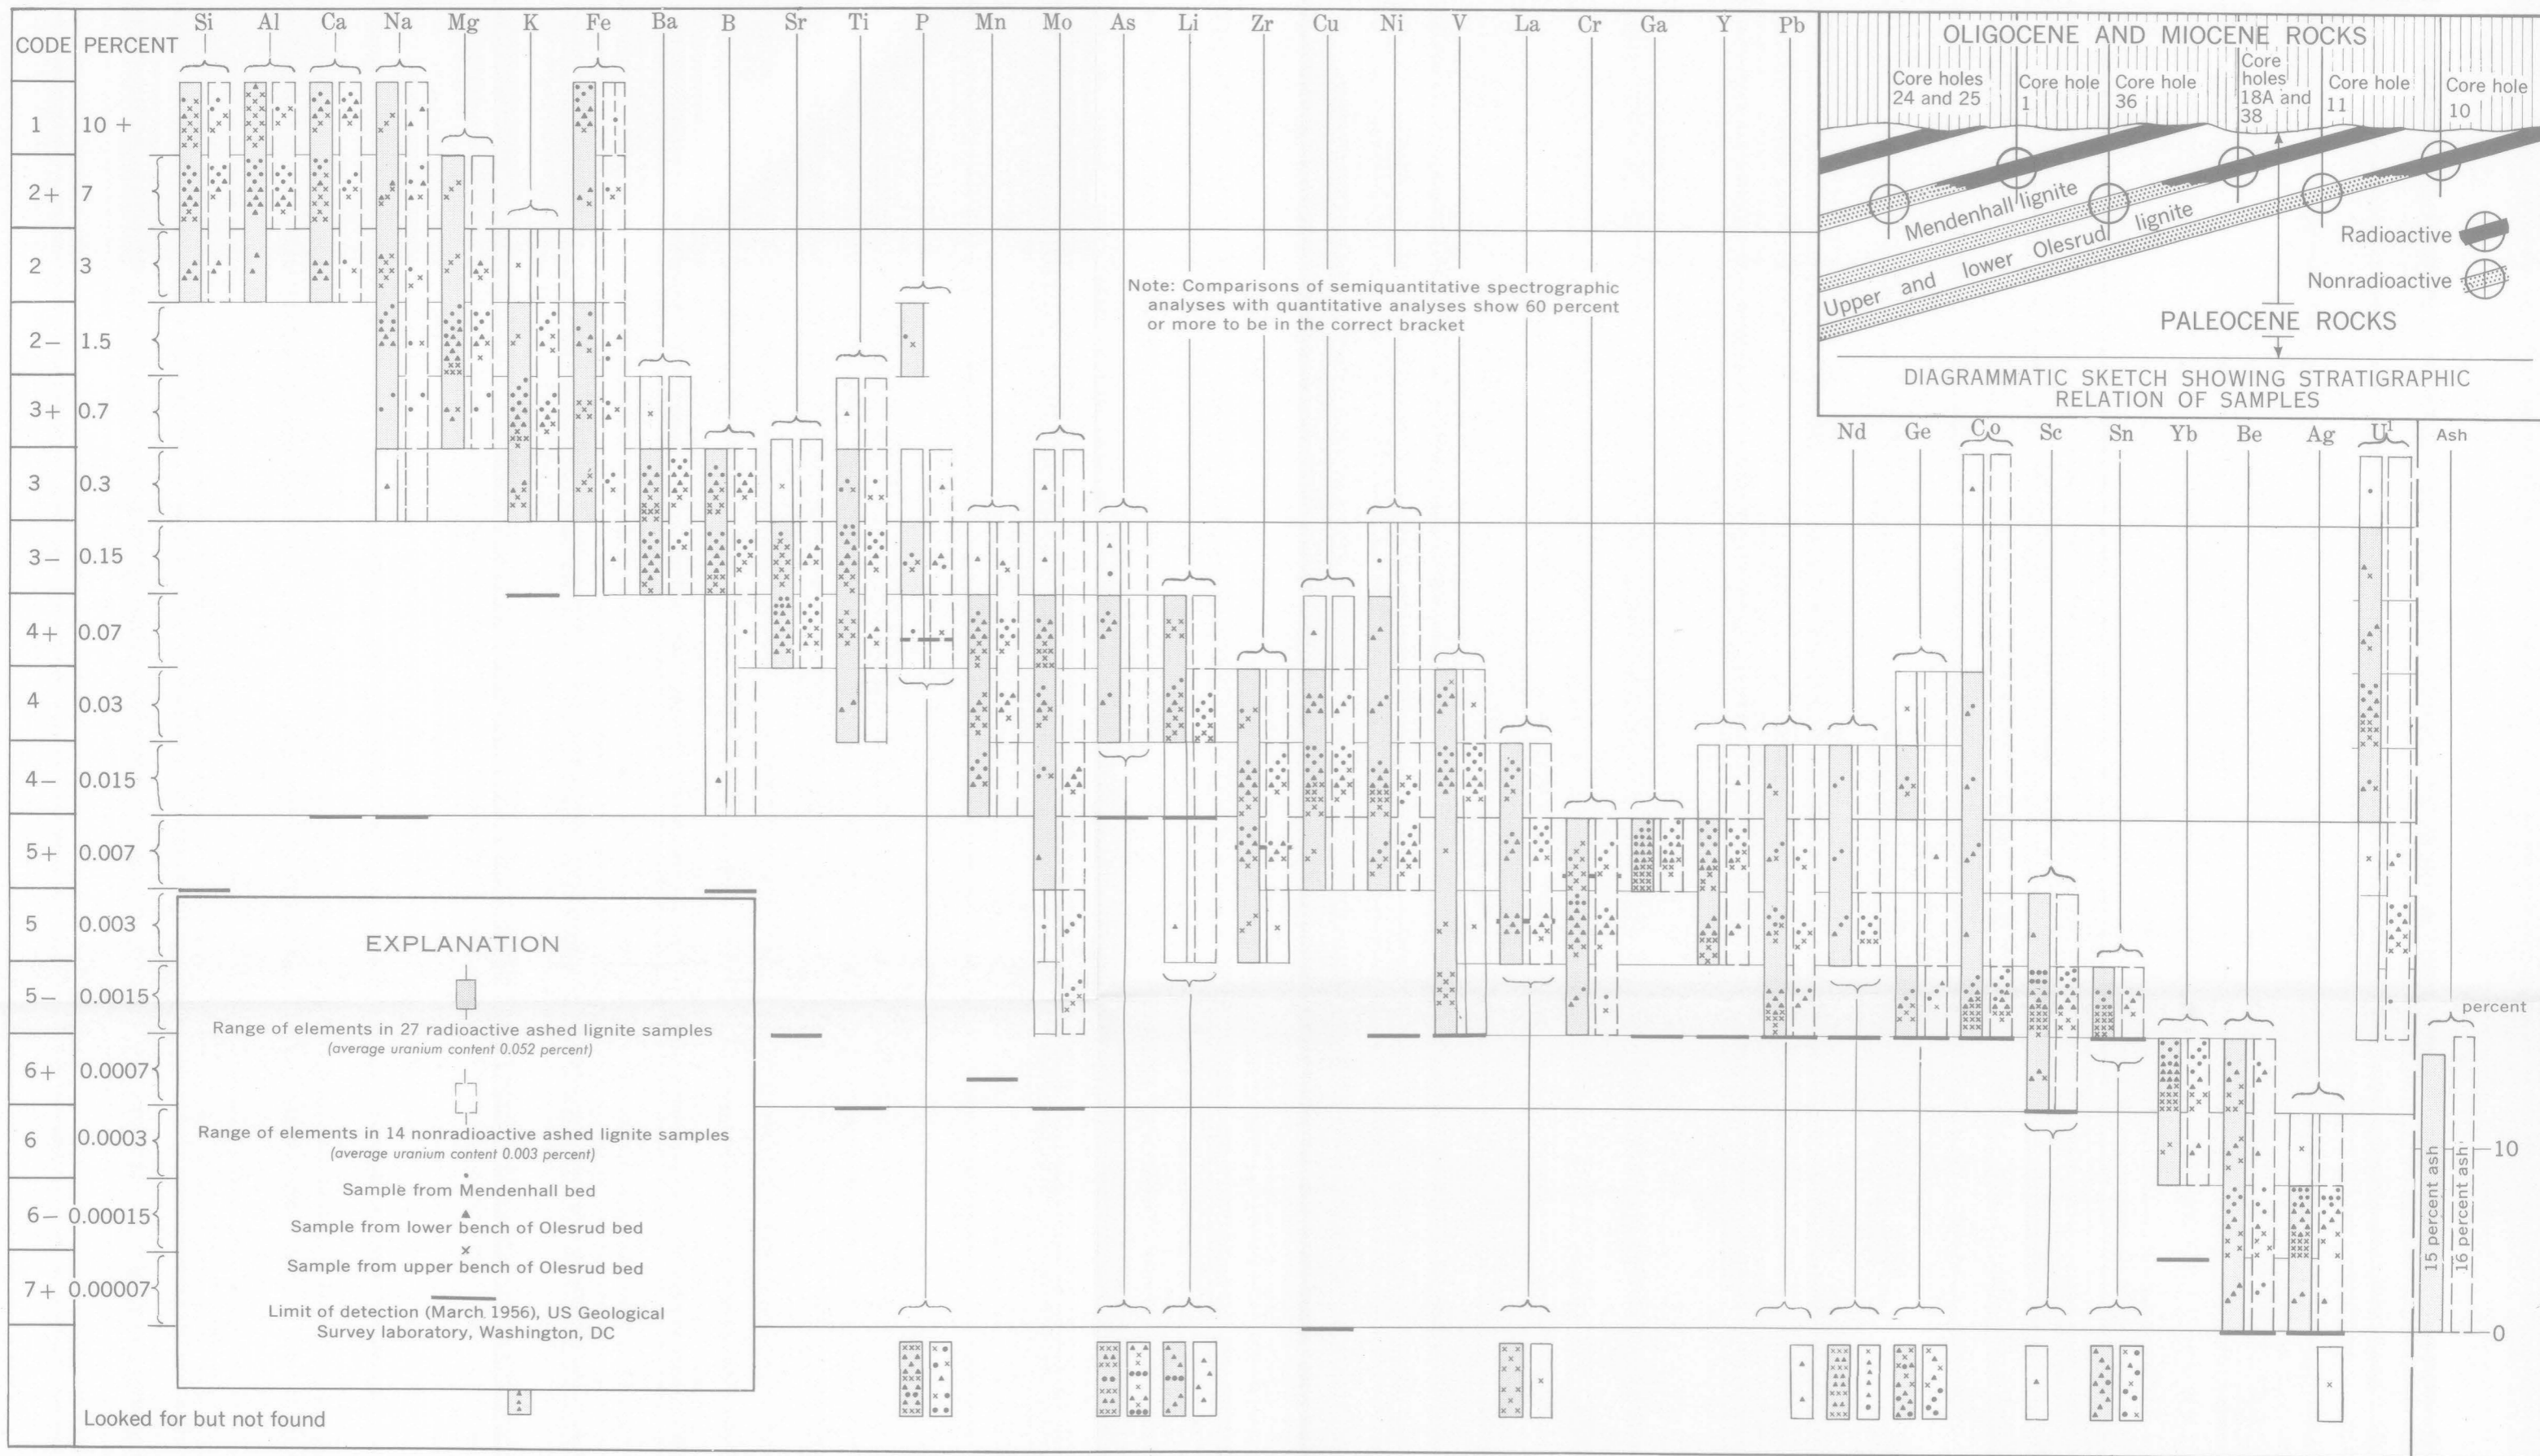 Si Al Ca Na Mg K Fe Ba B Sr Ti P Mn Mo As Li Zr Cu Ni V La Cr Ga Y Pb
CODE PERCENT
1 10 +
2+ 7
2 3
2− 1.5
3+ 0.7
3 0.3
3− 0.15
4+ 0.07
4 0.03
4− 0.015
5+ 0.007
5 0.003
5− 0.0015
6+ 0.0007
6 0.0003
6− 0.00015
7+ 0.00007
Looked for but not found
Note: Comparisons of semiquantitative spectrographic
analyses with quantitative analyses show 60 percent
or more to be in the correct bracket
OLIGOCENE AND MIOCENE ROCKS
Core holes
24 and 25
Core hole
1
Core hole
36
Core
holes
18A and
38
Core hole
11
Core hole
10
Mendenhall lignite
Upper and lower Olesrud lignite
Radioactive
Nonradioactive
PALEOCENE ROCKS
DIAGRAMMATIC SKETCH SHOWING STRATIGRAPHIC
RELATION OF SAMPLES
Nd Ge Co Sc Sn Yb Be Ag U¹ Ash
percent
10
0
15 percent ash
16 percent ash
EXPLANATION
Range of elements in 27 radioactive ashed lignite samples
(average uranium content 0.052 percent)
Range of elements in 14 nonradioactive ashed lignite samples
(average uranium content 0.003 percent)
Sample from Mendenhall bed
Sample from lower bench of Olesrud bed
Sample from upper bench of Olesrud bed
Limit of detection (March 1956), US Geological
Survey laboratory, Washington, DC